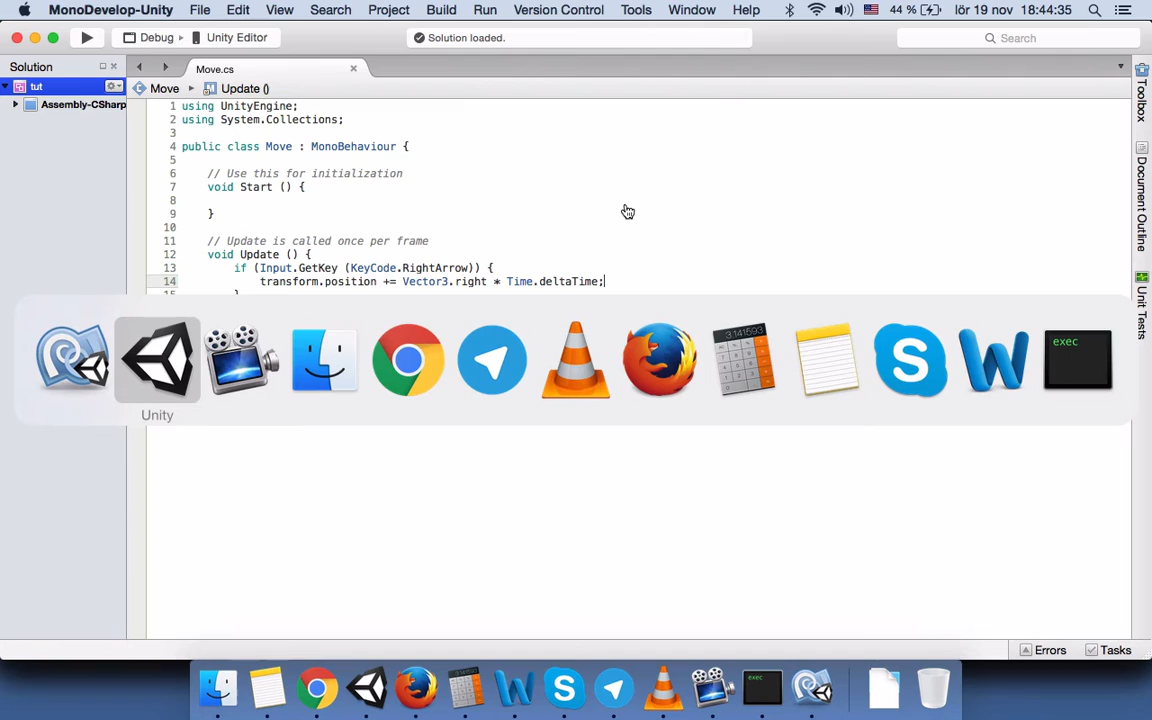 MonoDevelop-Unity File Edit View Search Project Build Run Version Control Tools Window Help 44 % lör 19 nov 18:44:35
Debug Unity Editor Solution loaded. Search
Solution Move.cs
tut Move Update ()
Assembly-CSharp
1 using UnityEngine;
2 using System.Collections;
3
4 public class Move : MonoBehaviour {
5
6 // Use this for initialization
7 void Start () {
8
9 }
10
11 // Update is called once per frame
12 void Update () {
13 if (Input.GetKey (KeyCode.RightArrow)) {
14 transform.position += Vector3.right * Time.deltaTime;
Toolbox
Document Outline
Unit Tests
3.141593
exec
Unity
Errors Tasks
exec